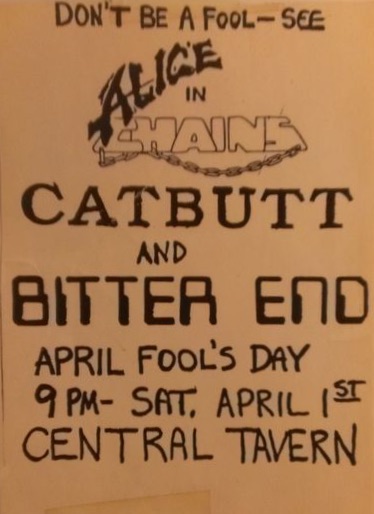 DON'T BE A FOOL - SEE
ALICE
IN
CHAINS
CATBUTT
AND
BITTER END
APRIL FOOL'S DAY
9 PM- SAT. APRIL 1ST
CENTRAL TAVERN